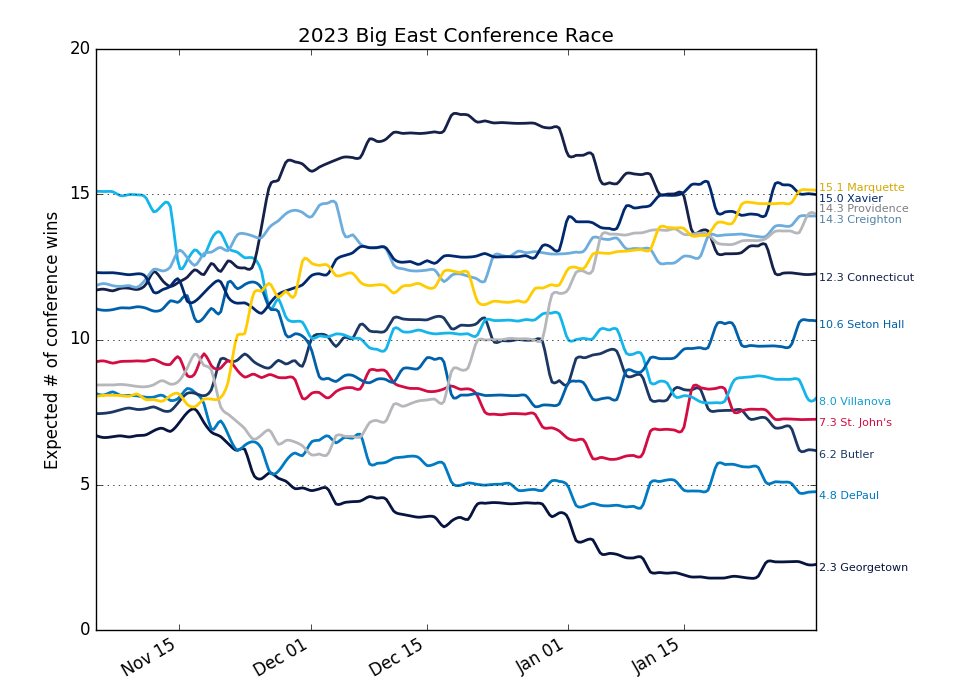 2023 Big East Conference Race
Expected # of conference wins
20
15
10
5
0
Nov 15
Dec 01
Dec 15
Jan 01
Jan 15
15.1 Marquette
15.0 Xavier
14.3 Providence
14.3 Creighton
12.3 Connecticut
10.6 Seton Hall
8.0 Villanova
7.3 St. John's
6.2 Butler
4.8 DePaul
2.3 Georgetown